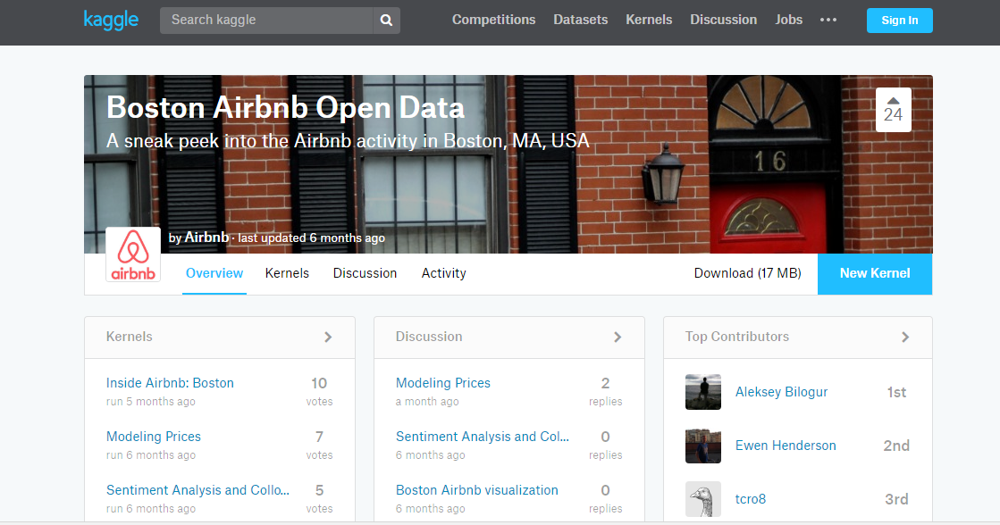 kaggle
Search kaggle
Competitions Datasets Kernels Discussion Jobs ••• Sign In
Boston Airbnb Open Data
24
A sneak peek into the Airbnb activity in Boston, MA, USA
16
by Airbnb · last updated 6 months ago
airbnb
Overview Kernels Discussion Activity Download (17 MB) New Kernel
Kernels
Inside Airbnb: Boston 10
run 5 months ago votes
Modeling Prices 7
run 6 months ago votes
Sentiment Analysis and Collo... 5
run 6 months ago votes
Discussion
Modeling Prices 2
a month ago replies
Sentiment Analysis and Col... 0
6 months ago replies
Boston Airbnb visualization 0
6 months ago replies
Top Contributors
Aleksey Bilogur 1st
Ewen Henderson 2nd
tcro8 3rd